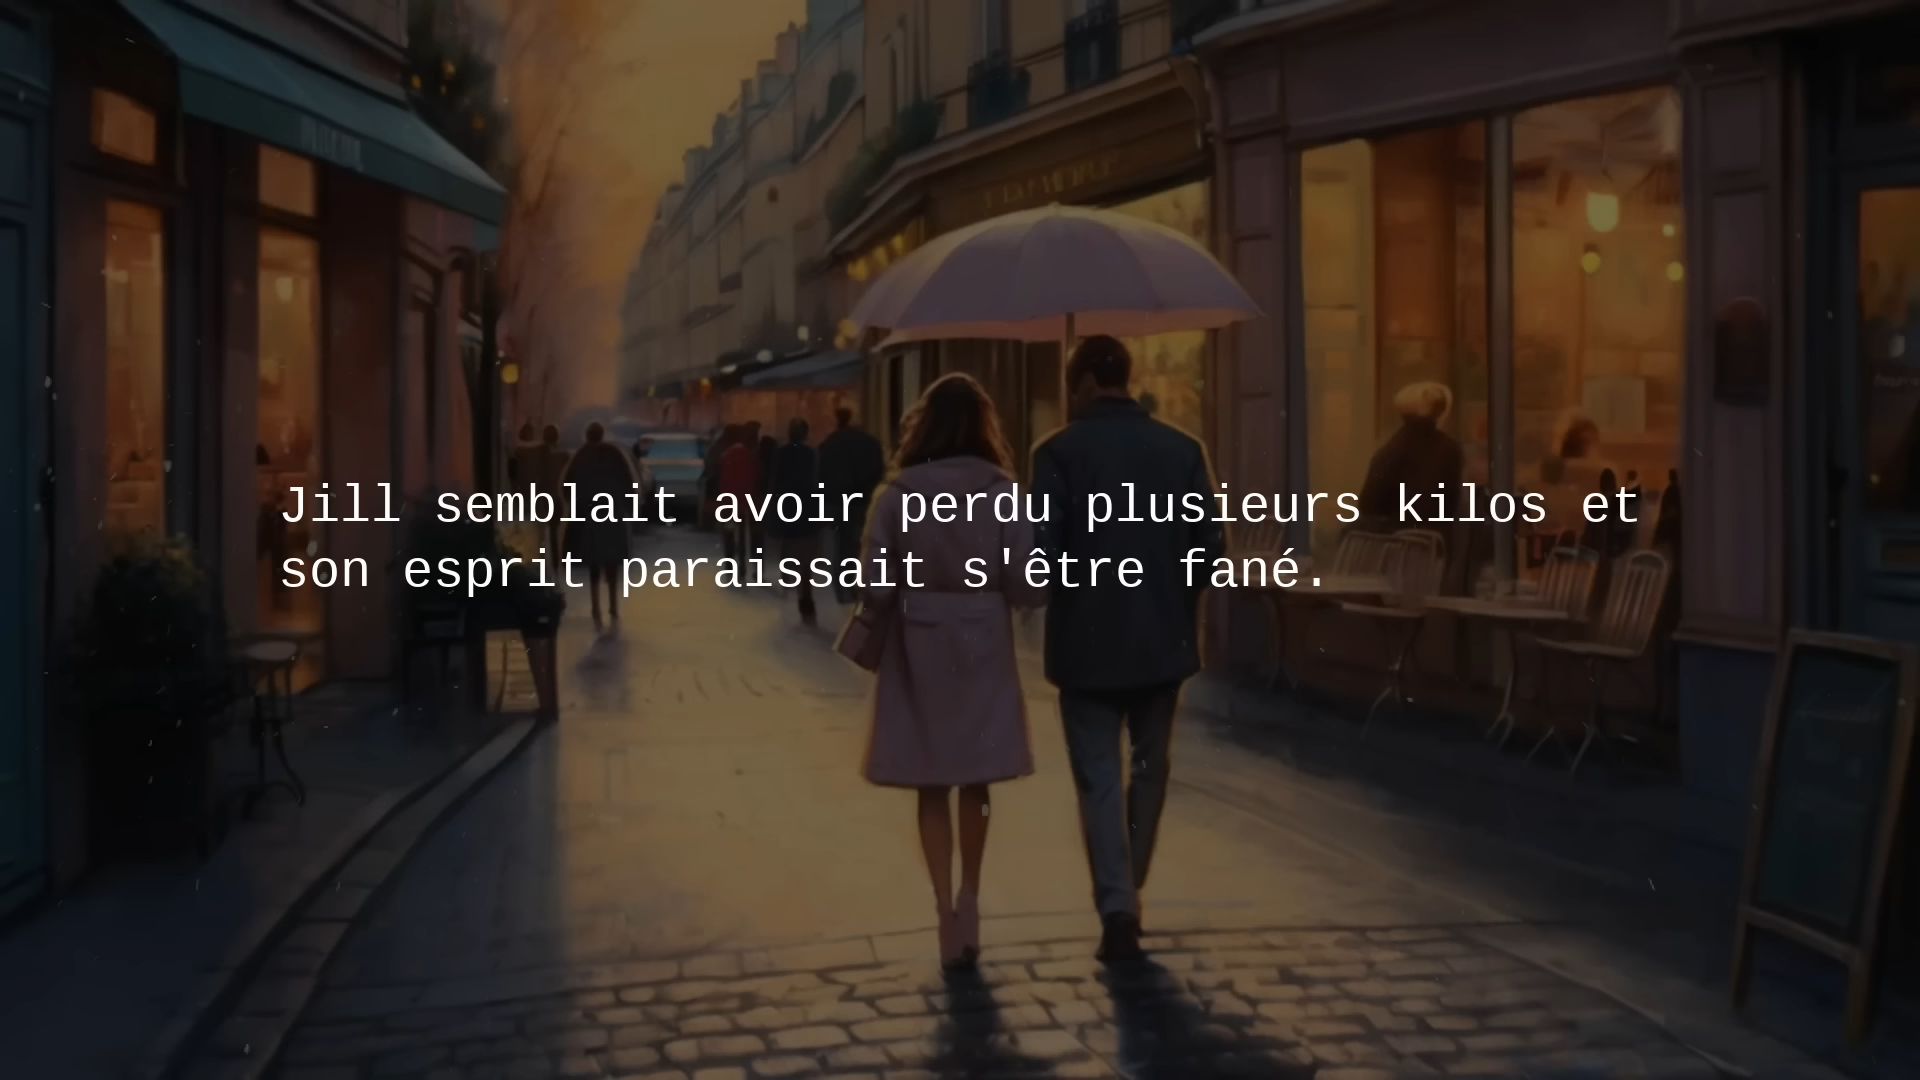 Jill semblait avoir perdu plusieurs kilos et
son esprit paraissait s'être fané.